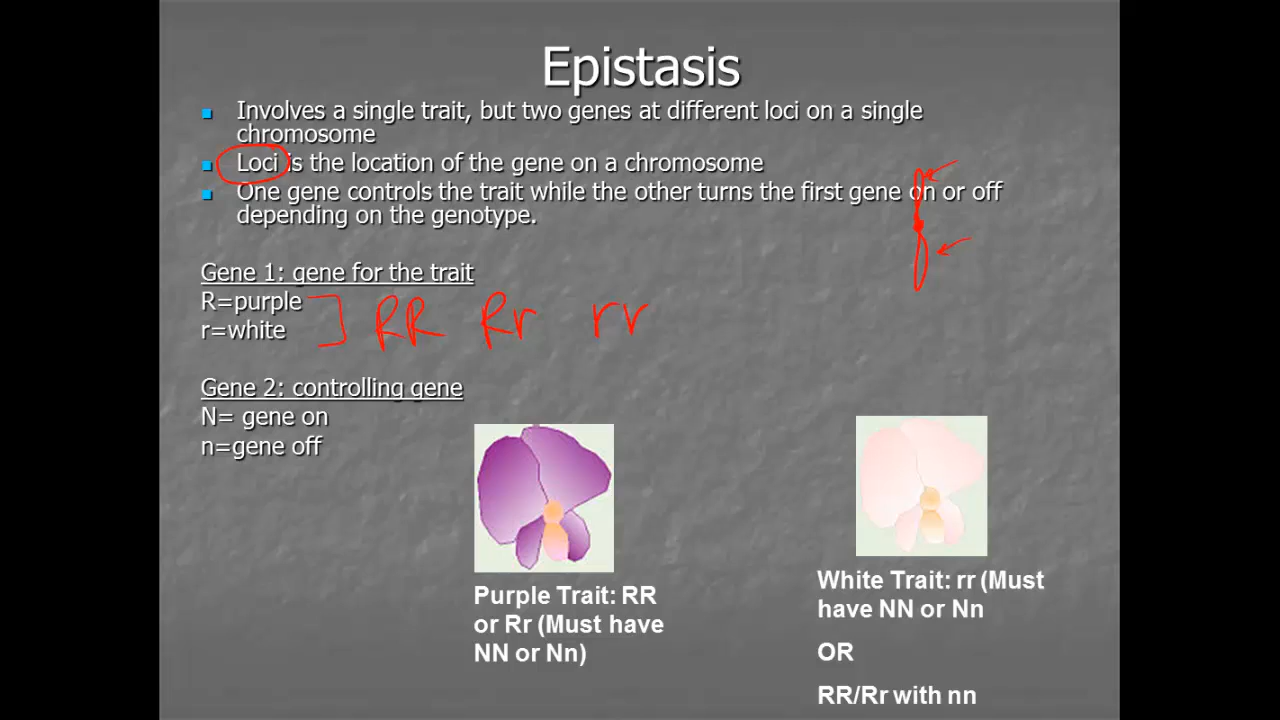 Epistasis
Involves a single trait, but two genes at different loci on a single
chromosome
Loci is the location of the gene on a chromosome
One gene controls the trait while the other turns the first gene on or off
depending on the genotype.
Gene 1: gene for the trait
R=purple
r=white
RR Rr rr
Gene 2: controlling gene
N= gene on
n=gene off
Purple Trait: RR
or Rr (Must have
NN or Nn)
White Trait: rr (Must
have NN or Nn
OR
RR/Rr with nn